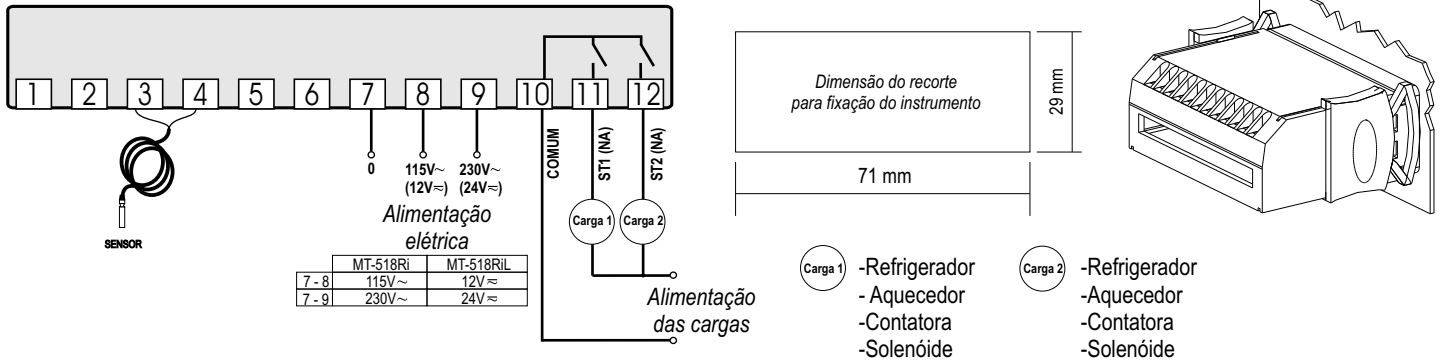 1 2 3 4 5 6 7 8 9 10 11 12
SENSOR
0
115V~
(12V≂)
230V~
(24V≂)
Alimentação
elétrica
MT-518Ri MT-518RiL
7 - 8 115V~ 12V≂
7 - 9 230V~ 24V≂
COMUM
ST1 (NA)
ST2 (NA)
Carga 1
Carga 2
Alimentação
das cargas
Dimensão do recorte
para fixação do instrumento
29 mm
71 mm
Carga 1
-Refrigerador
- Aquecedor
-Contatora
-Solenóide
Carga 2
-Refrigerador
-Aquecedor
-Contatora
-Solenóide